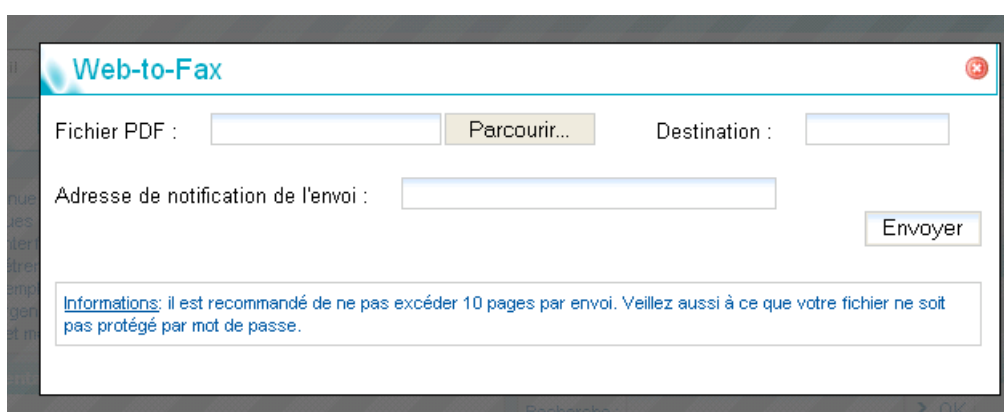 Web-to-Fax
Fichier PDF :
Parcourir...
Destination :
Adresse de notification de l'envoi :
Envoyer
Informations: il est recommandé de ne pas excéder 10 pages par envoi. Veillez aussi à ce que votre fichier ne soit
pas protégé par mot de passe.
Recherche :
OK